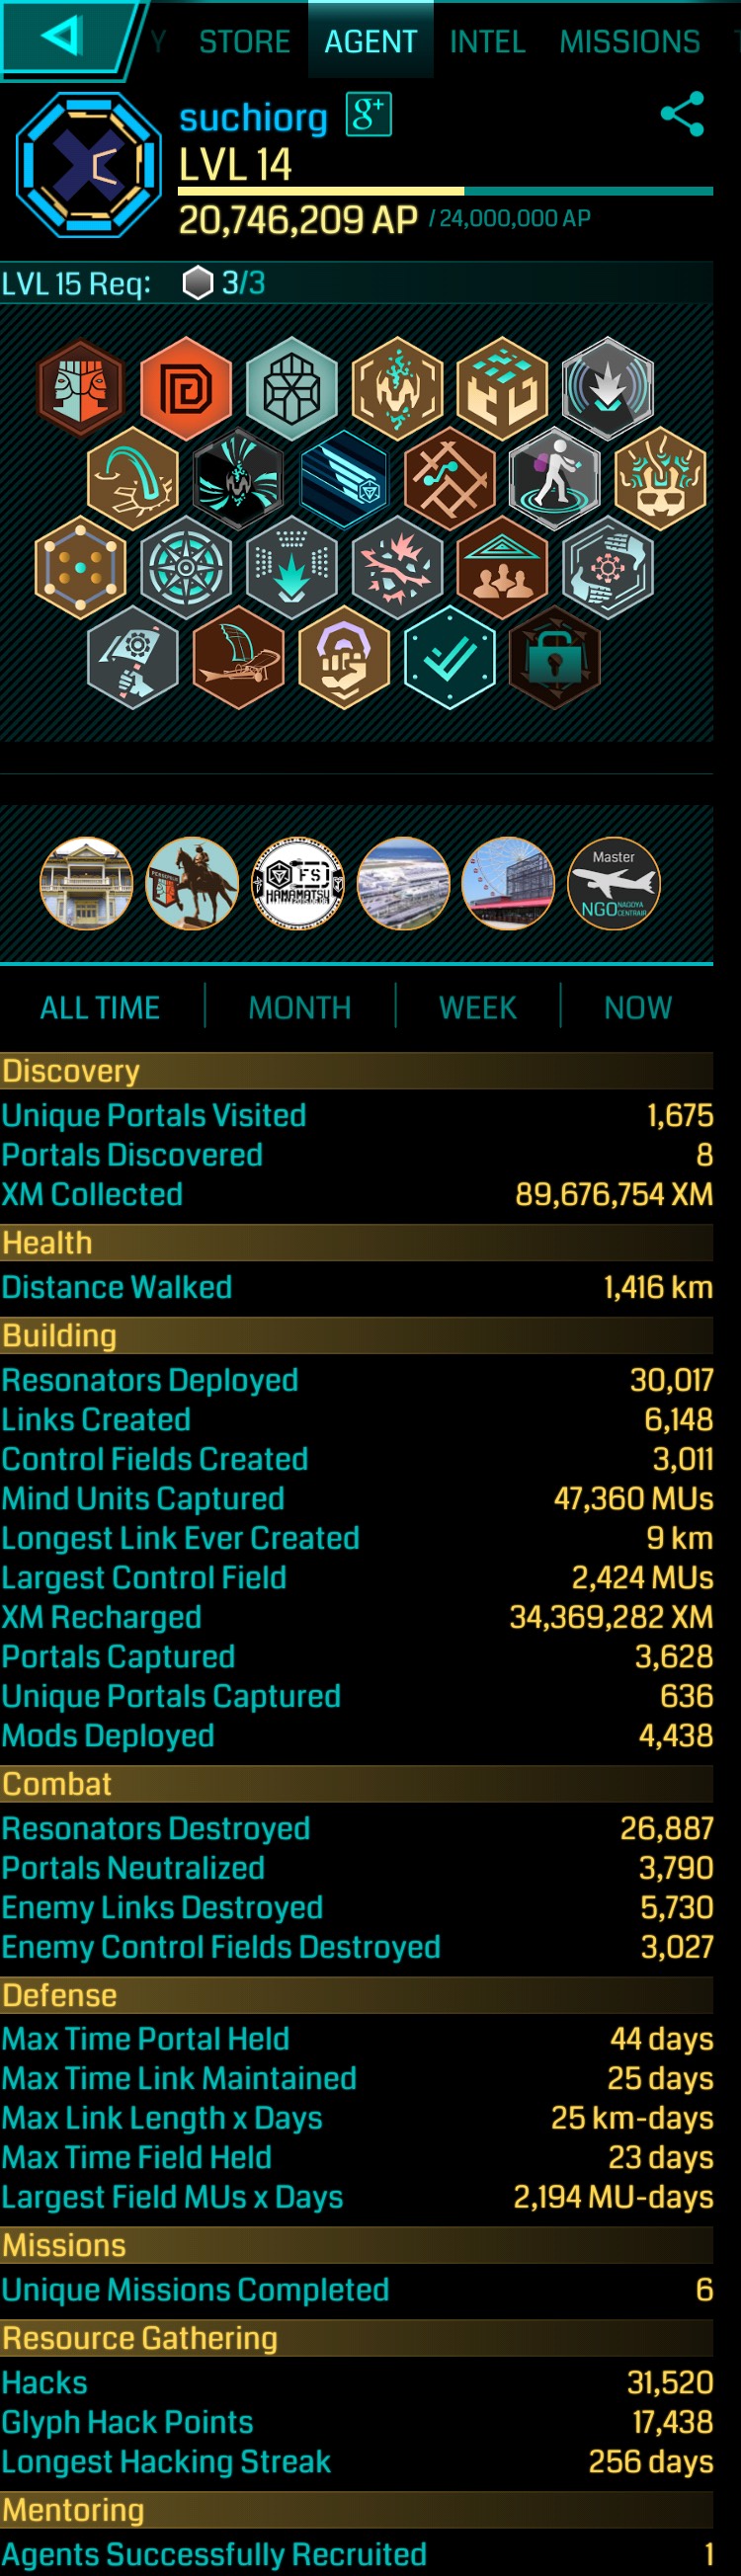 Y STORE AGENT INTEL MISSIONS
suchiorg g+
LVL 14
20,746,209 AP / 24,000,000 AP
LVL 15 Req: 3/3
PERSEPOLIS
FS
HAMAMATSU
Master
NGO NAGOYA CENTRAIR
ALL TIME MONTH WEEK NOW
Discovery
Unique Portals Visited 1,675
Portals Discovered 8
XM Collected 89,676,754 XM
Health
Distance Walked 1,416 km
Building
Resonators Deployed 30,017
Links Created 6,148
Control Fields Created 3,011
Mind Units Captured 47,360 MUs
Longest Link Ever Created 9 km
Largest Control Field 2,424 MUs
XM Recharged 34,369,282 XM
Portals Captured 3,628
Unique Portals Captured 636
Mods Deployed 4,438
Combat
Resonators Destroyed 26,887
Portals Neutralized 3,790
Enemy Links Destroyed 5,730
Enemy Control Fields Destroyed 3,027
Defense
Max Time Portal Held 44 days
Max Time Link Maintained 25 days
Max Link Length x Days 25 km-days
Max Time Field Held 23 days
Largest Field MUs x Days 2,194 MU-days
Missions
Unique Missions Completed 6
Resource Gathering
Hacks 31,520
Glyph Hack Points 17,438
Longest Hacking Streak 256 days
Mentoring
Agents Successfully Recruited 1